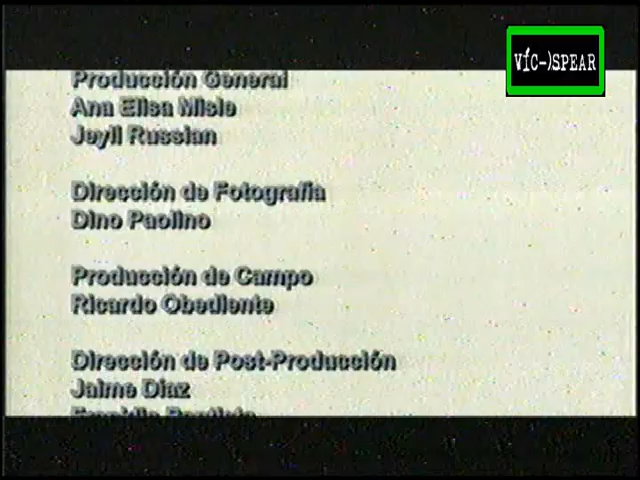 VÍC-)SPEAR
Producción General
Ana Elisa Misle
Jeyli Russian
Dirección de Fotografía
Dino Paolino
Producción de Campo
Ricardo Obediente
Dirección de Post-Producción
Jaime Diaz